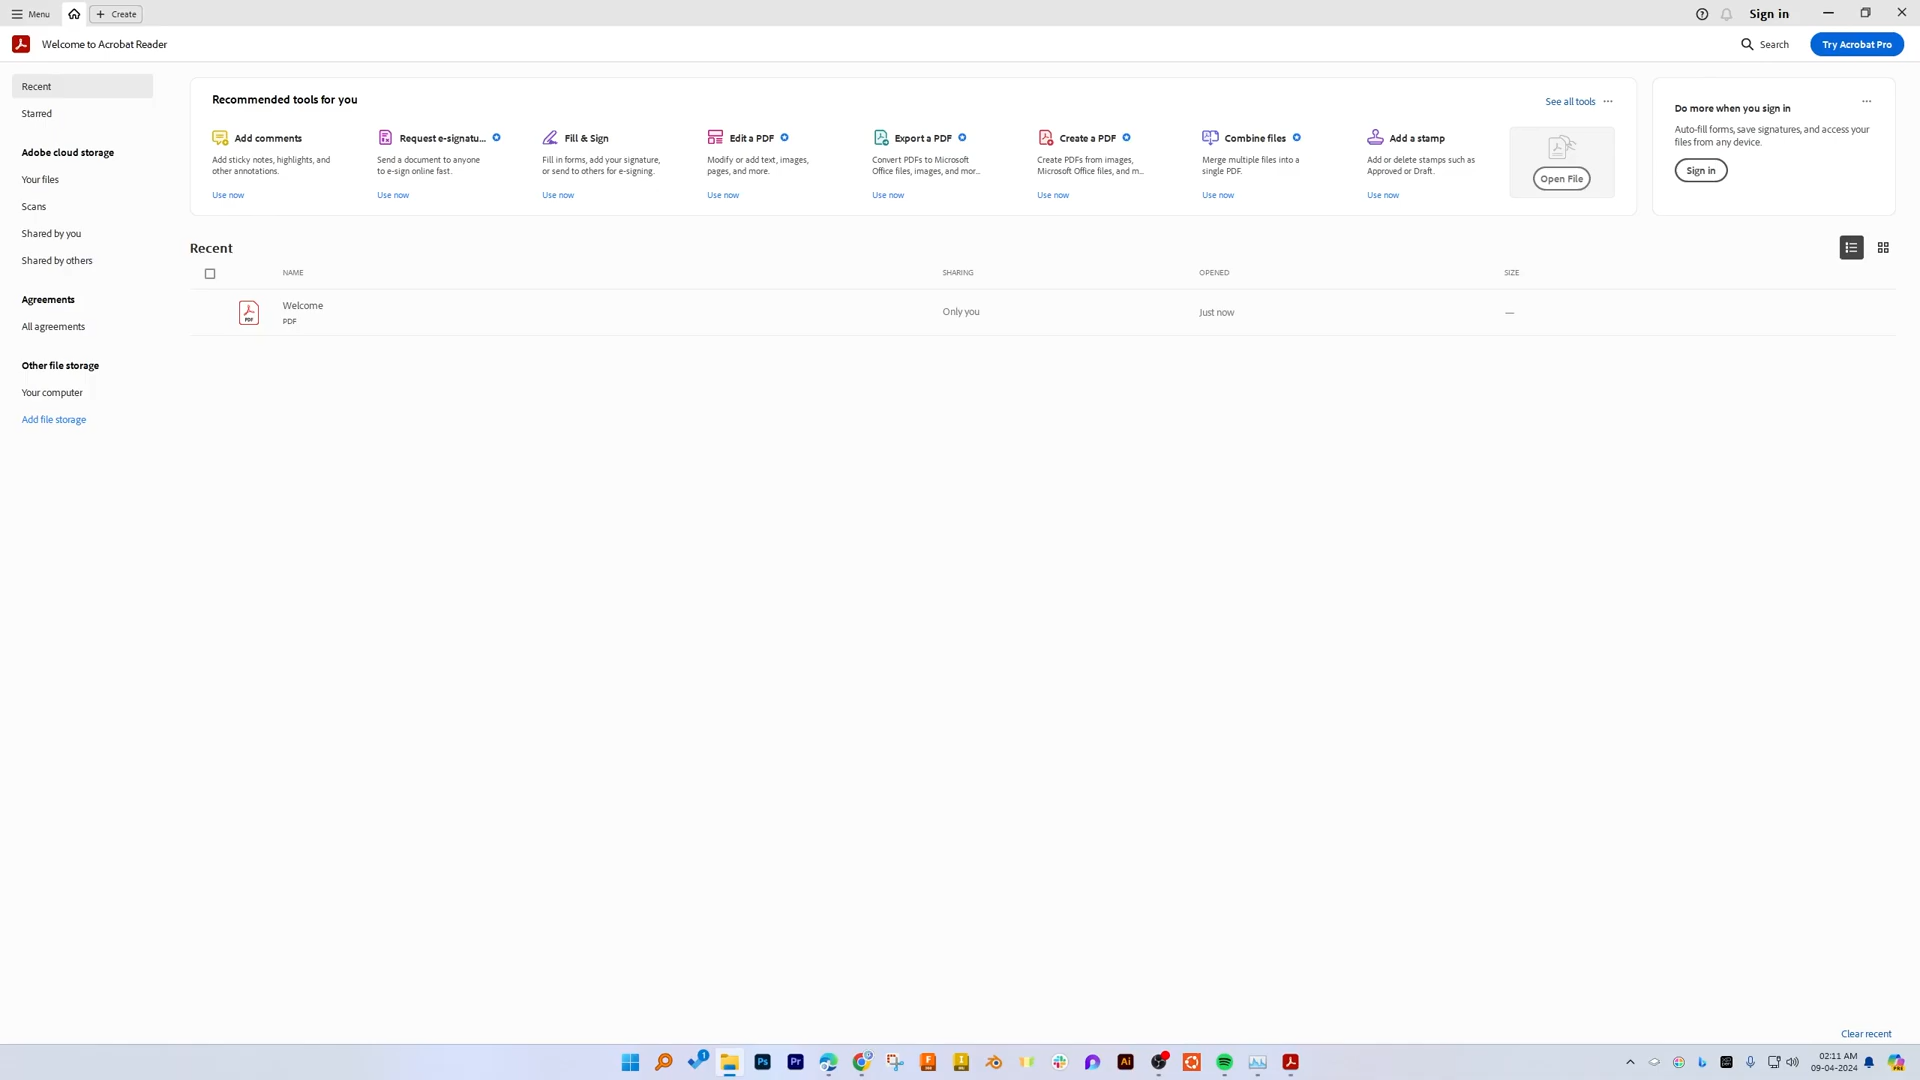 Menu
Create
Sign in
Welcome to Acrobat Reader
Search
Try Acrobat Pro
Recent
Starred
Adobe cloud storage
Your files
Scans
Shared by you
Shared by others
Agreements
All agreements
Other file storage
Your computer
Add file storage
Recommended tools for you
See all tools
Add comments
Add sticky notes, highlights, and
other annotations.
Use now
Request e-signatu...
Send a document to anyone
to e-sign online fast.
Use now
Fill & Sign
Fill in forms, add your signature,
or send to others for e-signing.
Use now
Edit a PDF
Modify or add text, images,
pages, and more.
Use now
Export a PDF
Convert PDFs to Microsoft
Office files, images, and mor...
Use now
Create a PDF
Create PDFs from images,
Microsoft Office files, and m...
Use now
Combine files
Merge multiple files into a
single PDF.
Use now
Add a stamp
Add or delete stamps such as
Approved or Draft.
Use now
Open File
Do more when you sign in
Auto-fill forms, save signatures, and access your
files from any device.
Sign in
Recent
NAME SHARING OPENED SIZE
Welcome
PDF
PDF
Only you
Just now
—
Clear recent
1
Ps
Pr
Ai
02:11 AM
09-04-2024